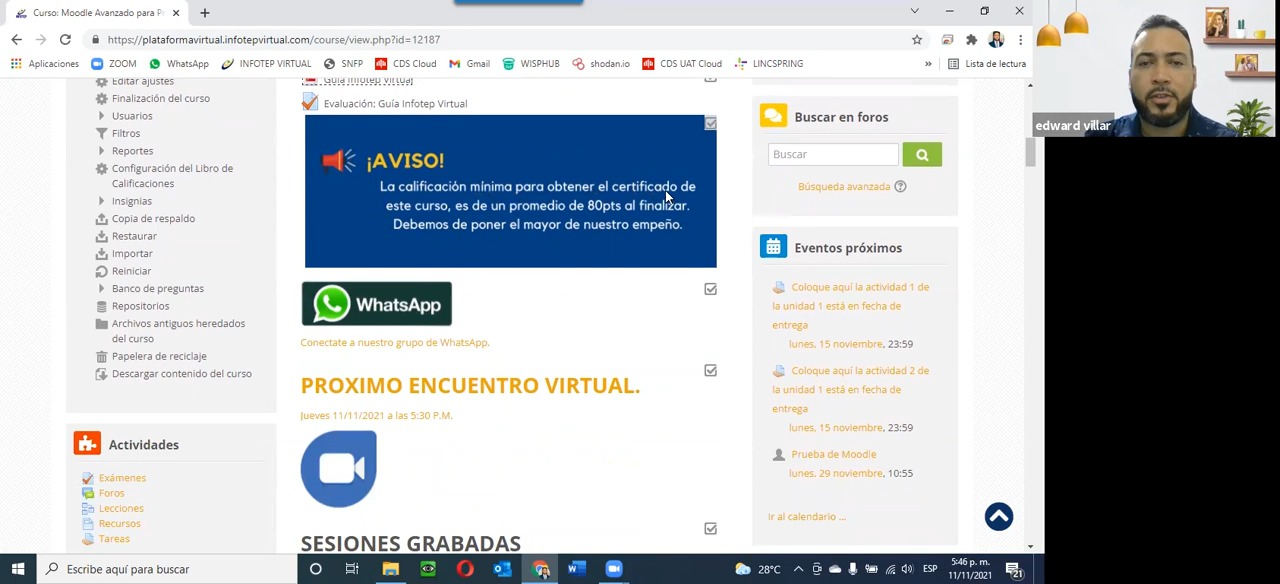 Curso: Moodle Avanzado para Pr
https://plataformavirtual.infotepvirtual.com/course/view.php?id=12187
Aplicaciones
ZOOM
WhatsApp
INFOTEP VIRTUAL
SNFP
CDS Cloud
Gmail
WISPHUB
shodan.io
CDS UAT Cloud
LINCSPRING
»
Lista de lectura
Editar ajustes
Finalización del curso
Usuarios
Filtros
Reportes
Configuración del Libro de
Calificaciones
Insignias
Copia de respaldo
Restaurar
Importar
Reiniciar
Banco de preguntas
Repositorios
Archivos antiguos heredados
del curso
Papelera de reciclaje
Descargar contenido del curso
Actividades
Exámenes
Foros
Lecciones
Recursos
Tareas
Guía Infotep Virtual
Evaluación: Guía Infotep Virtual
¡AVISO!
La calificación mínima para obtener el certificado de
este curso, es de un promedio de 80pts al finalizar.
Debemos de poner el mayor de nuestro empeño.
WhatsApp
Conectate a nuestro grupo de WhatsApp.
PROXIMO ENCUENTRO VIRTUAL.
Jueves 11/11/2021 a las 5:30 P.M.
SESIONES GRABADAS
Buscar en foros
Buscar
Búsqueda avanzada
Eventos próximos
Coloque aquí la actividad 1 de
la unidad 1 está en fecha de
entrega
lunes, 15 noviembre, 23:59
Coloque aquí la actividad 2 de
la unidad 1 está en fecha de
entrega
lunes, 15 noviembre, 23:59
Prueba de Moodle
lunes, 29 noviembre, 10:55
Ir al calendario ...
edward villar
Escribe aquí para buscar
28°C
ESP
5:46 p. m.
11/11/2021
21